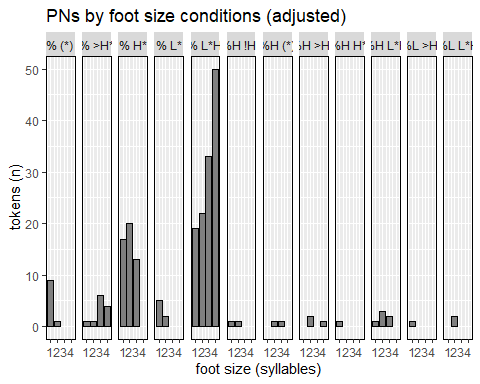 PNs by foot size conditions (adjusted)
% (*) % >H* % H* % L* % L*H %H !H %H (*) %H >H %H H* %H L*H %L >H %L L*H
50
40
30
20
10
0
tokens (n)
1234 1234 1234 1234 1234 1234 1234 1234 1234 1234 1234 1234
foot size (syllables)